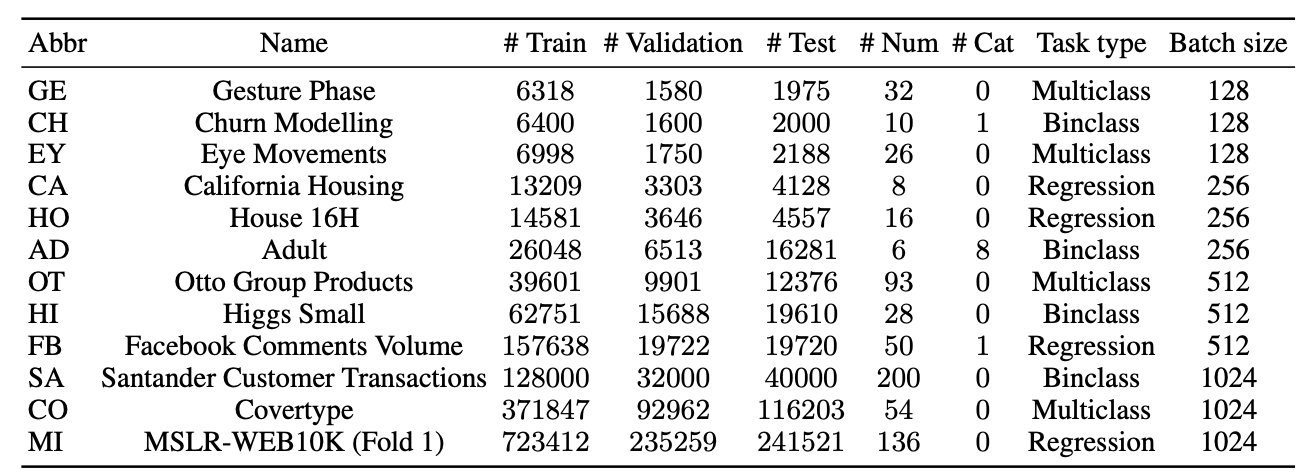 Abbr Name # Train # Validation # Test # Num # Cat Task type Batch size
GE Gesture Phase 6318 1580 1975 32 0 Multiclass 128
CH Churn Modelling 6400 1600 2000 10 1 Binclass 128
EY Eye Movements 6998 1750 2188 26 0 Multiclass 128
CA California Housing 13209 3303 4128 8 0 Regression 256
HO House 16H 14581 3646 4557 16 0 Regression 256
AD Adult 26048 6513 16281 6 8 Binclass 256
OT Otto Group Products 39601 9901 12376 93 0 Multiclass 512
HI Higgs Small 62751 15688 19610 28 0 Binclass 512
FB Facebook Comments Volume 157638 19722 19720 50 1 Regression 512
SA Santander Customer Transactions 128000 32000 40000 200 0 Binclass 1024
CO Covertype 371847 92962 116203 54 0 Multiclass 1024
MI MSLR-WEB10K (Fold 1) 723412 235259 241521 136 0 Regression 1024